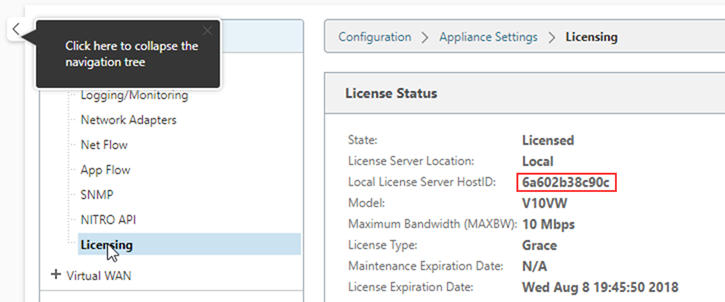 Click here to collapse the
navigation tree
Logging/Monitoring
Network Adapters
Net Flow
App Flow
SNMP
NITRO API
Licensing
Virtual WAN
Configuration > Appliance Settings > Licensing
License Status
State: Licensed
License Server Location: Local
Local License Server HostID: 6a602b38c90c
Model: V10VW
Maximum Bandwidth (MAXBW): 10 Mbps
License Type: Grace
Maintenance Expiration Date: N/A
License Expiration Date: Wed Aug 8 19:45:50 2018